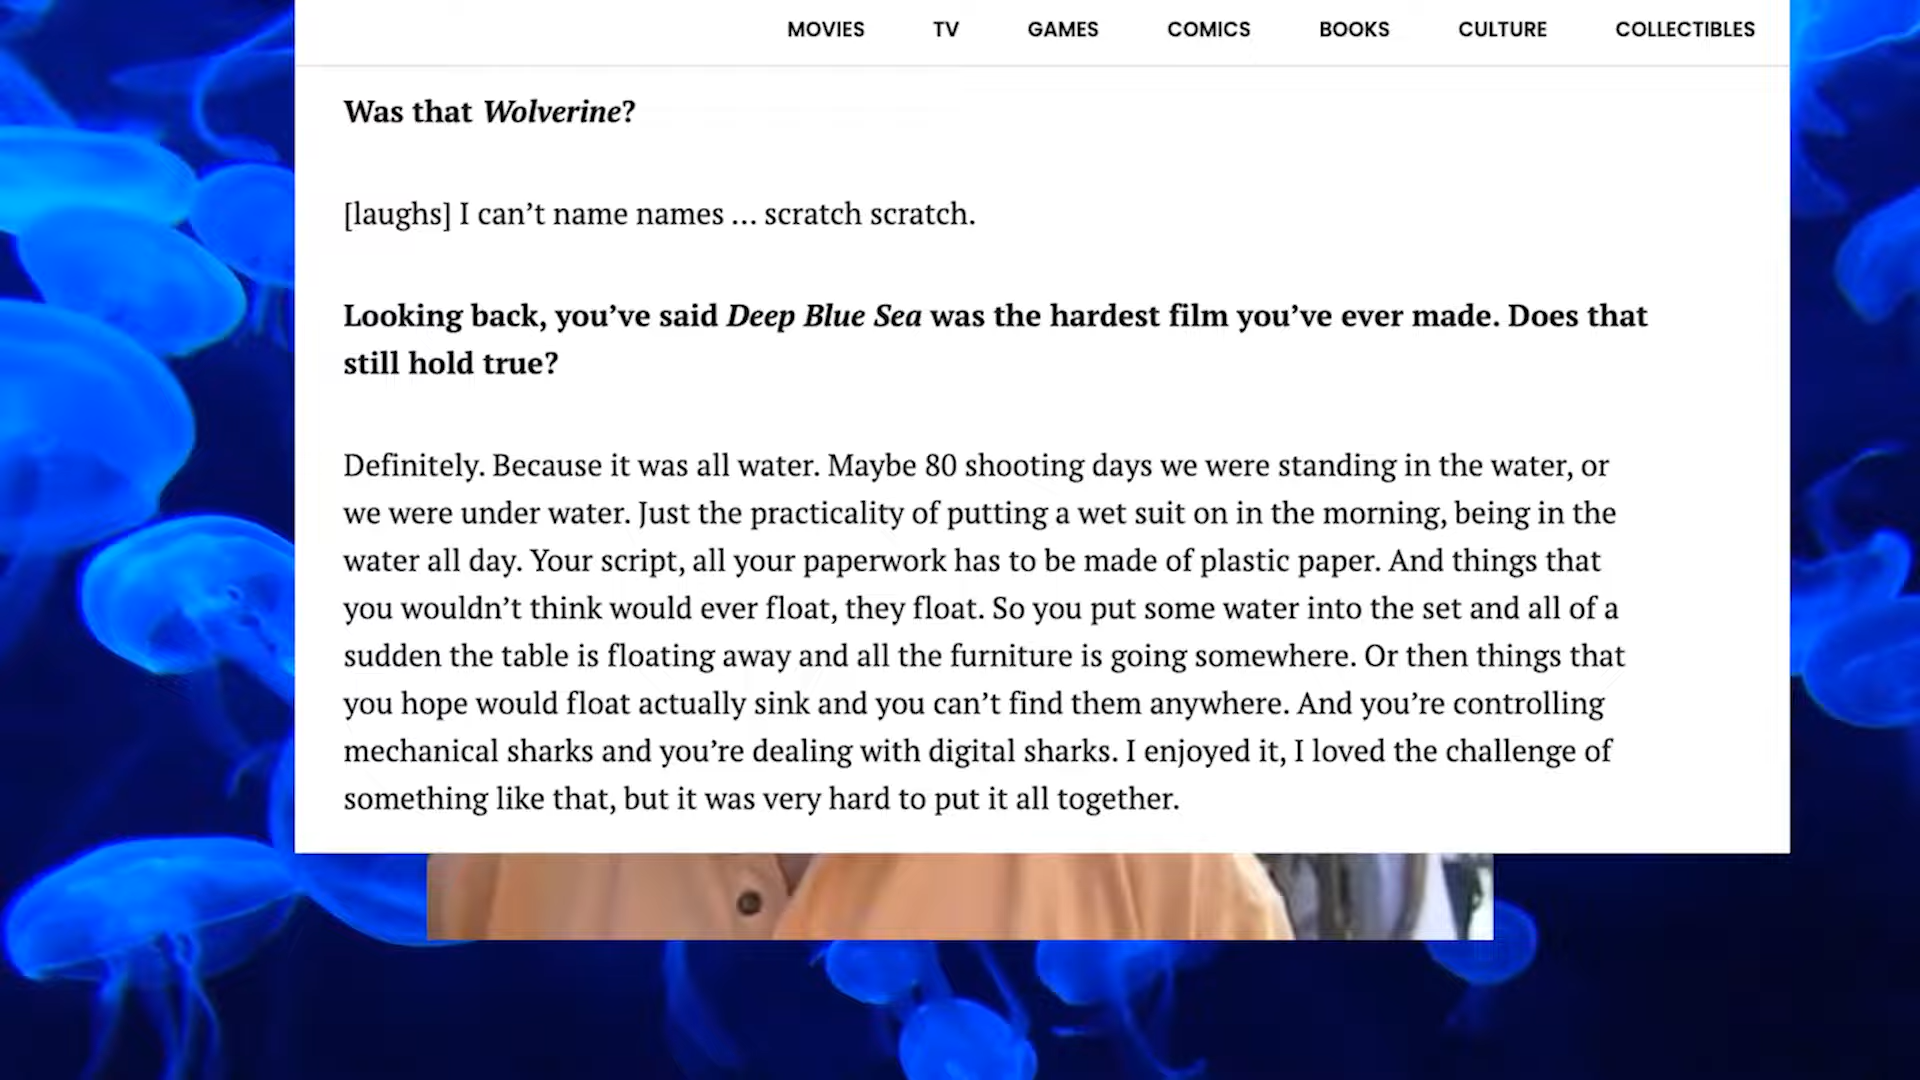 MOVIES TV GAMES COMICS BOOKS CULTURE COLLECTIBLES
Was that Wolverine?
[laughs] I can’t name names … scratch scratch.
Looking back, you’ve said Deep Blue Sea was the hardest film you’ve ever made. Does that
still hold true?
Definitely. Because it was all water. Maybe 80 shooting days we were standing in the water, or
we were under water. Just the practicality of putting a wet suit on in the morning, being in the
water all day. Your script, all your paperwork has to be made of plastic paper. And things that
you wouldn’t think would ever float, they float. So you put some water into the set and all of a
sudden the table is floating away and all the furniture is going somewhere. Or then things that
you hope would float actually sink and you can’t find them anywhere. And you’re controlling
mechanical sharks and you’re dealing with digital sharks. I enjoyed it, I loved the challenge of
something like that, but it was very hard to put it all together.